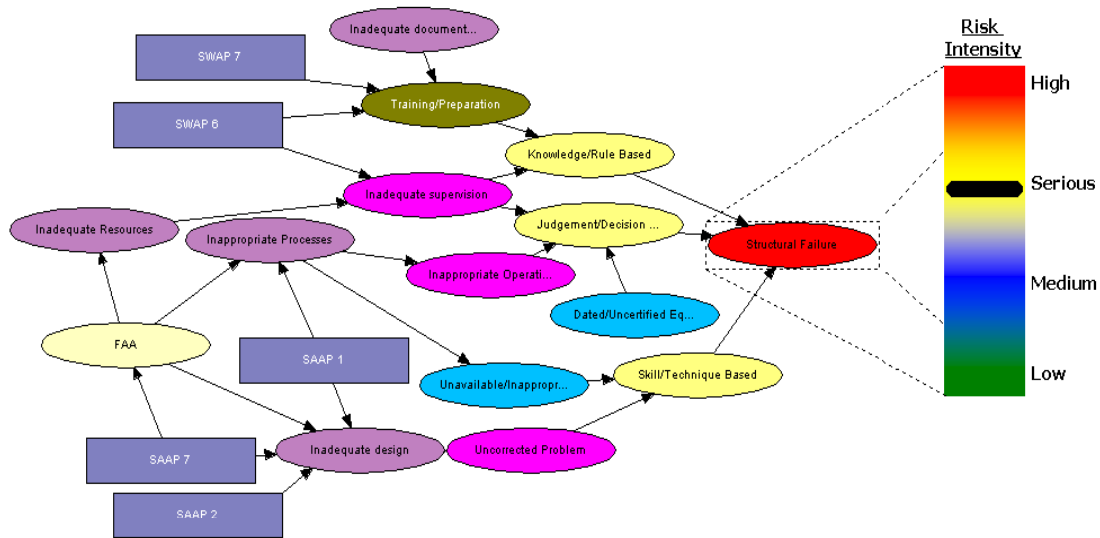 Inadequate document...
Risk
Intensity
SWAP 7
High
Training/Preparation
SWAP 6
Knowledge/Rule Based
Serious
Inadequate supervision
Judgement/Decision ...
Inadequate Resources
Inappropriate Processes
Structural Failure
Inappropriate Operati...
Medium
Dated/Uncertified Eq...
FAA
SAAP 1
Skill/Technique Based
Low
Unavailable/Inappropr...
Inadequate design
Uncorrected Problem
SAAP 7
SAAP 2